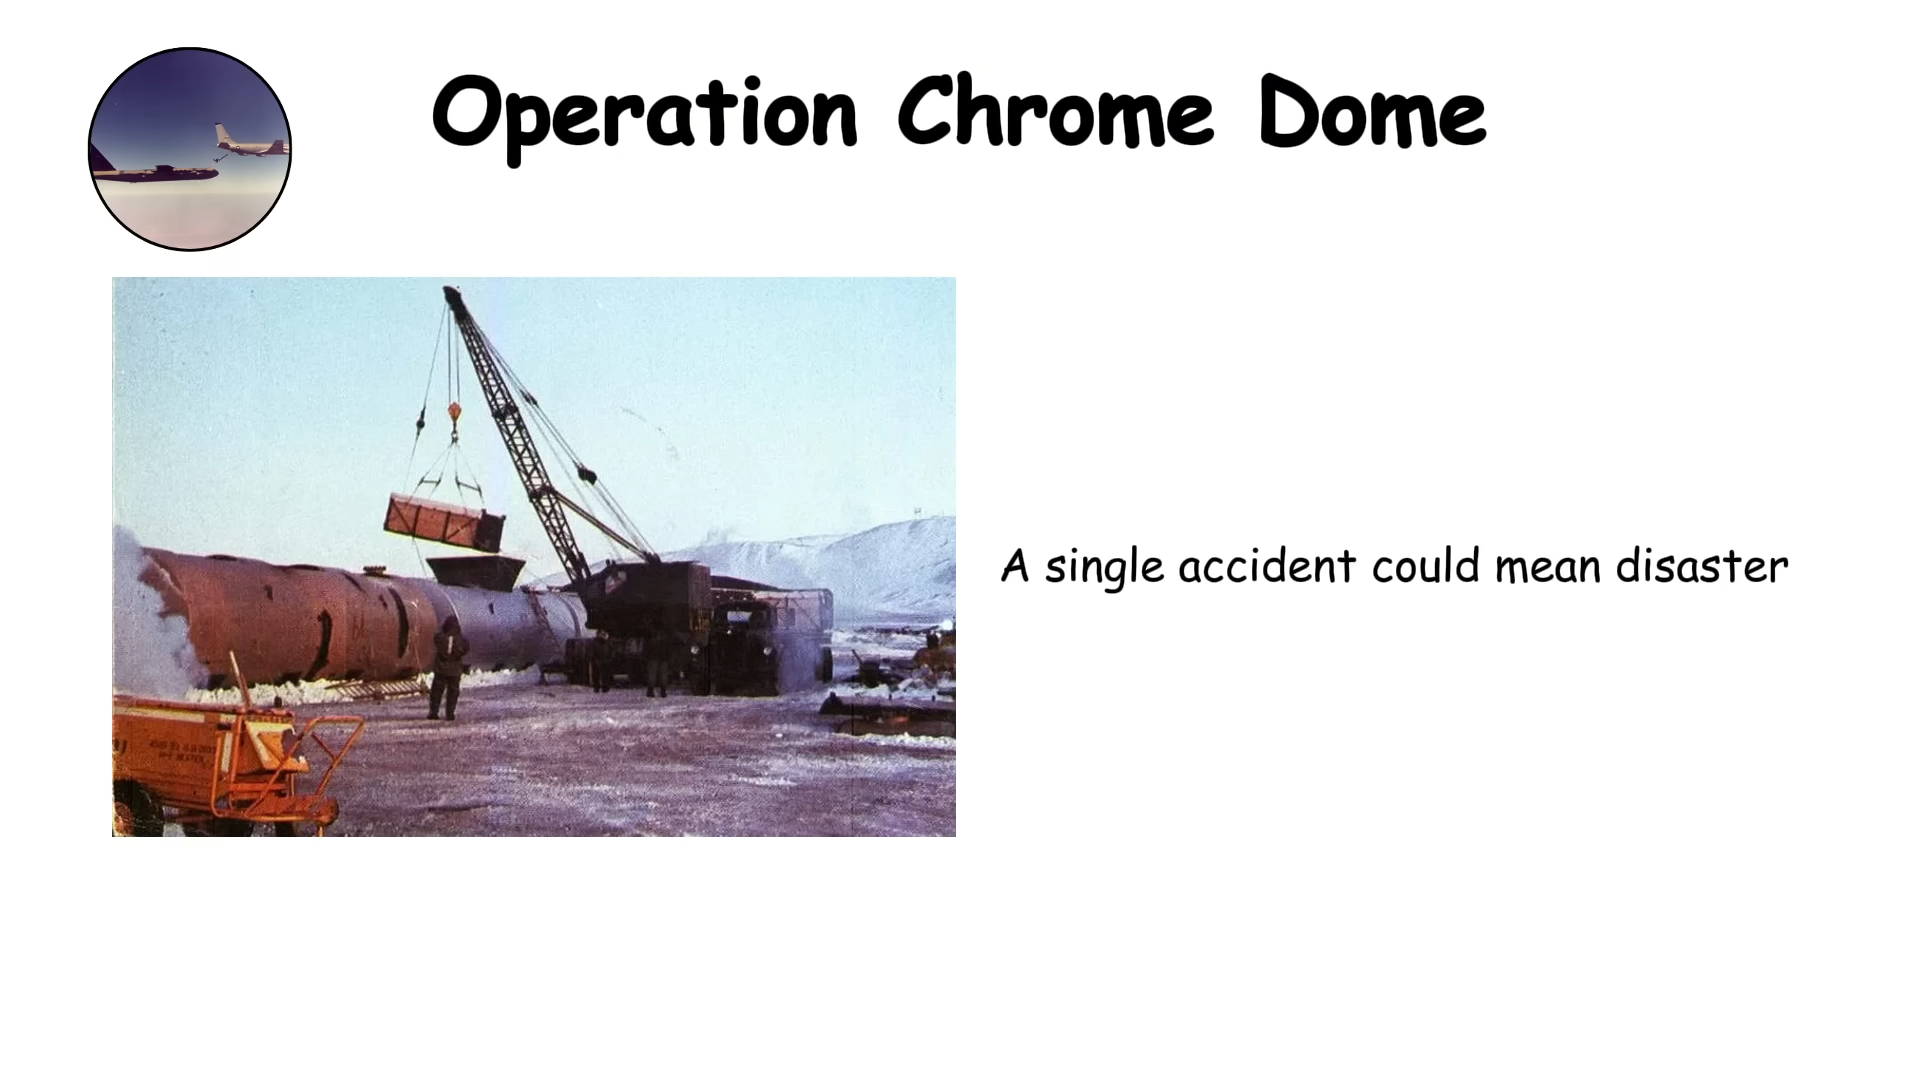 Operation Chrome Dome
A single accident could mean disaster